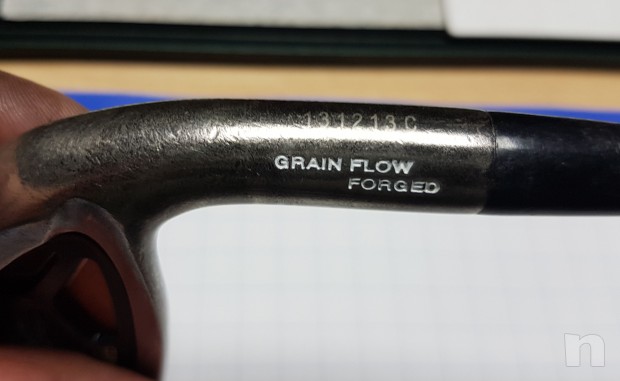 131213C
GRAIN FLOW
FORGED
n